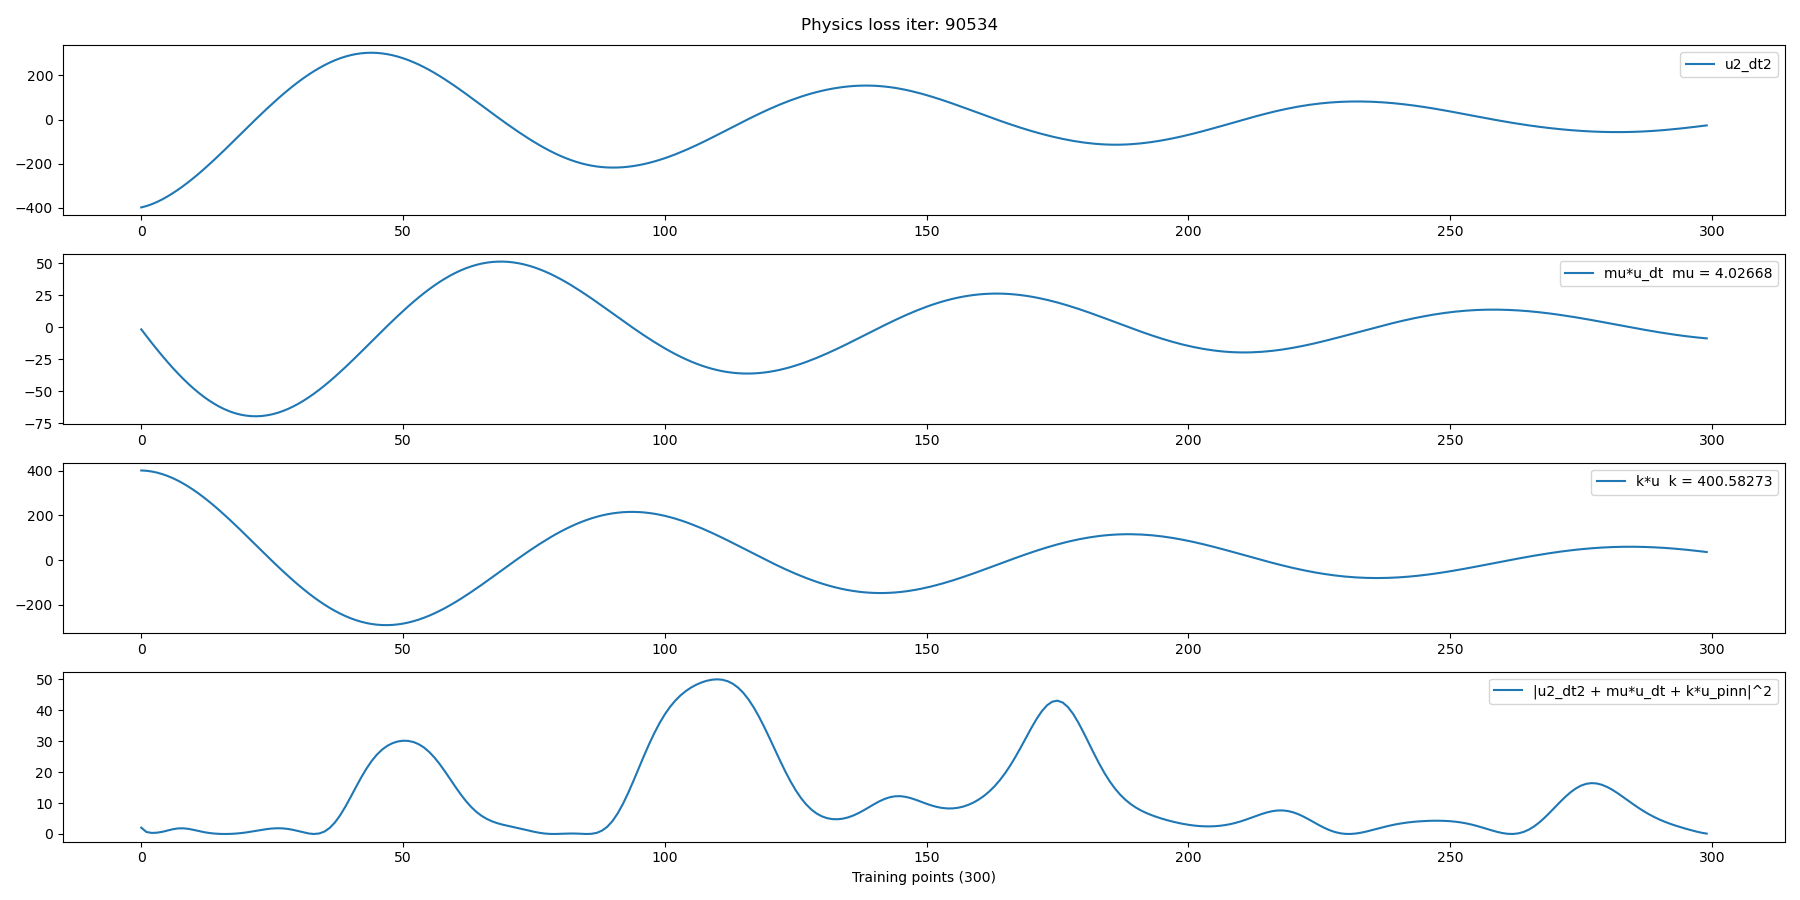 Physics loss iter: 90534
u2_dt2
200
0
−200
−400
0 50 100 150 200 250 300
mu*u_dt  mu = 4.02668
50
25
0
−25
−50
−75
0 50 100 150 200 250 300
k*u  k = 400.58273
400
200
0
−200
0 50 100 150 200 250 300
|u2_dt2 + mu*u_dt + k*u_pinn|^2
50
40
30
20
10
0
0 50 100 150 200 250 300
Training points (300)